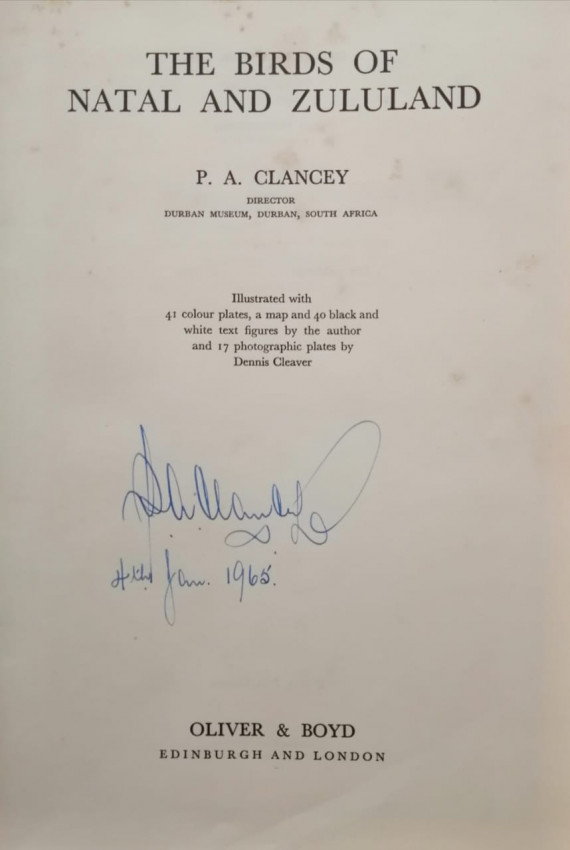 THE BIRDS OF
NATAL AND ZULULAND
P. A. CLANCEY
DIRECTOR
DURBAN MUSEUM, DURBAN, SOUTH AFRICA
Illustrated with
41 colour plates, a map and 40 black and
white text figures by the author
and 17 photographic plates by
Dennis Cleaver
P. A. Clancey
4th Jan. 1965.
OLIVER & BOYD
EDINBURGH AND LONDON